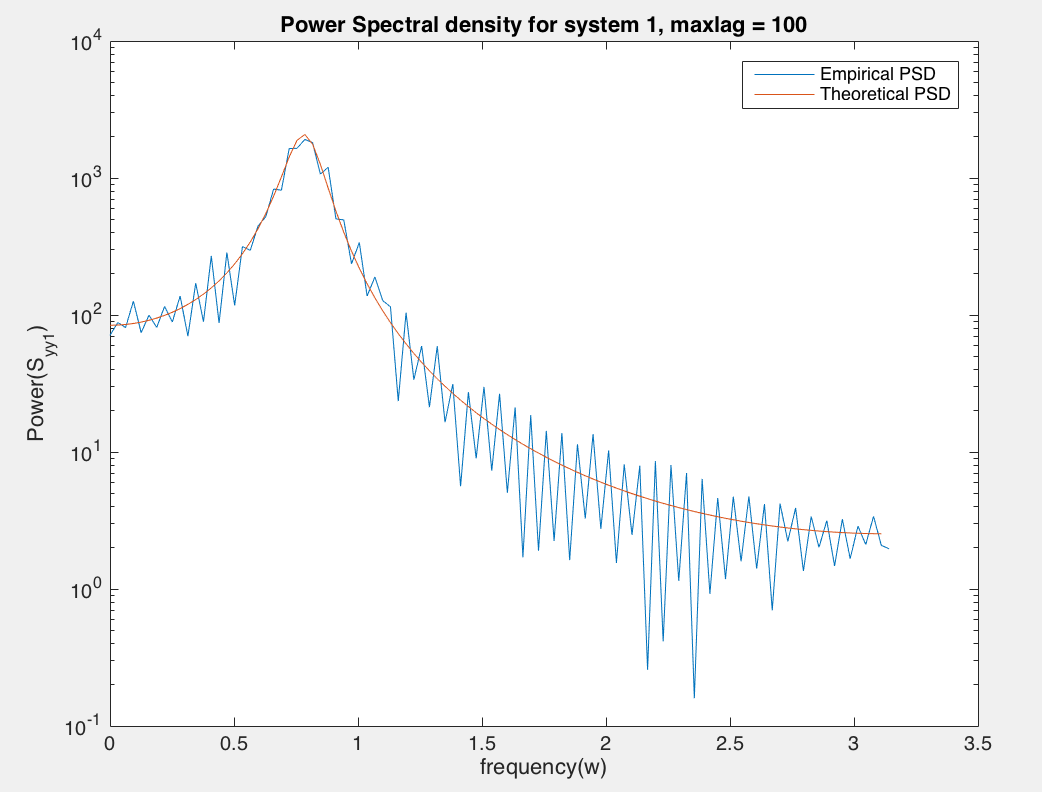 Power Spectral density for system 1, maxlag = 100
Empirical PSD
Theoretical PSD
Power(S_yy1)
10^4
10^3
10^2
10^1
10^0
10^-1
0 0.5 1 1.5 2 2.5 3 3.5
frequency(w)